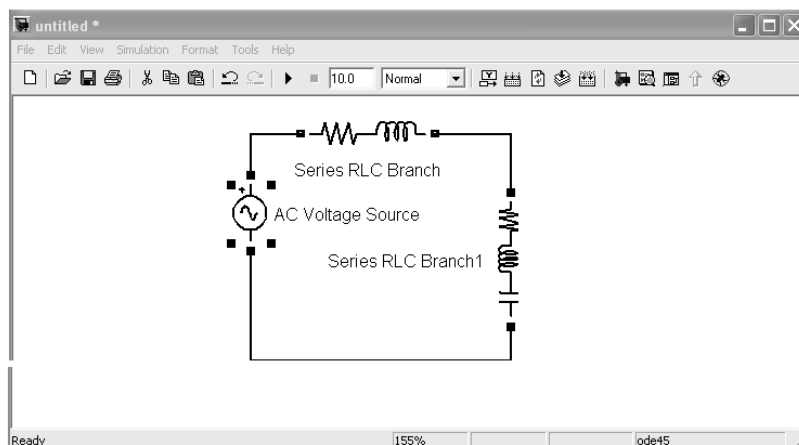 untitled *
File Edit View Simulation Format Tools Help
10.0 Normal
Series RLC Branch
AC Voltage Source
Series RLC Branch1
Ready 155% ode45